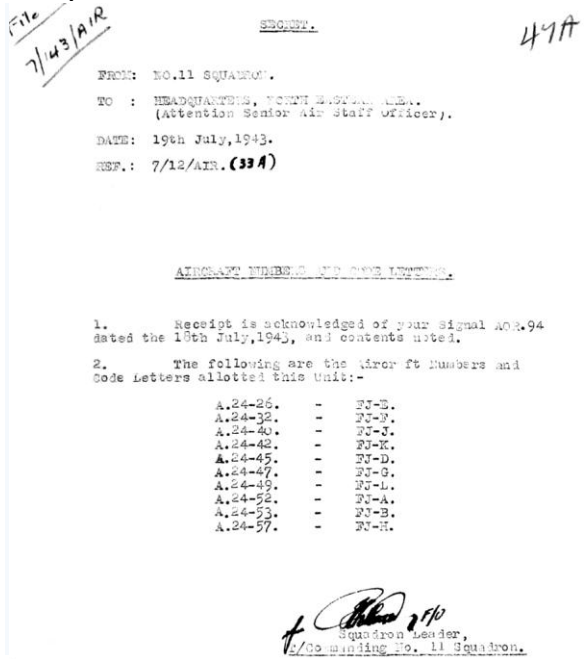 File
7/143/AIR
SECRET.
47A
FROM: NO.11 SQUADRON.
TO : HEADQUARTERS, NORTH EASTERN AREA.
(Attention Senior Air Staff Officer).
DATE: 19th July,1943.
REF.: 7/12/AIR.(33A)
AIRCRAFT NUMBERS AND CODE LETTERS.
1. Receipt is acknowledged of your Signal AOR.94
dated the 18th July,1943, and contents noted.
2. The following are the Aircraft Numbers and
Code Letters allotted this Unit:-
A.24-26. - FJ-E.
A.24-32. - FJ-F.
A.24-40. - FJ-J.
A.24-42. - FJ-K.
A.24-45. - FJ-D.
A.24-47. - FJ-G.
A.24-49. - FJ-L.
A.24-52. - FJ-A.
A.24-53. - FJ-B.
A.24-57. - FJ-H.
F/O
Squadron Leader,
Commanding No. 11 Squadron.